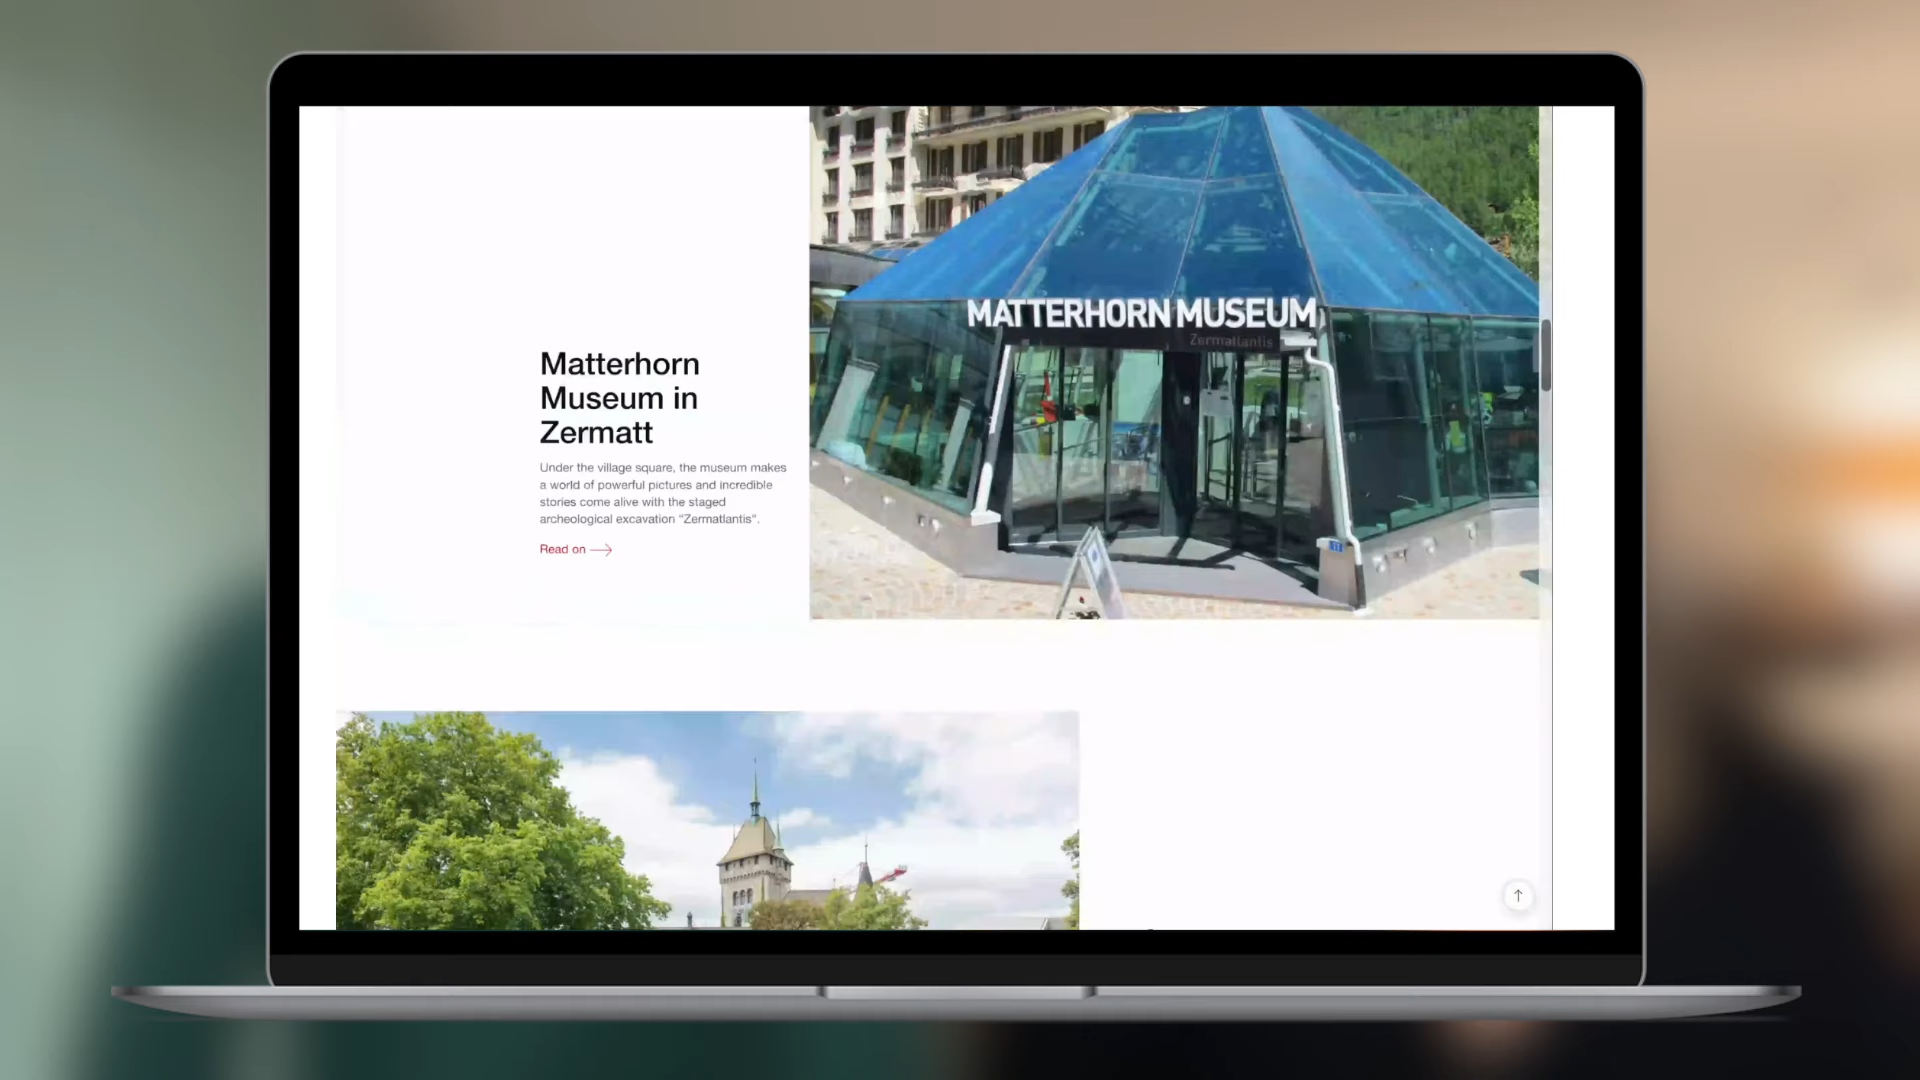 MATTERHORN MUSEUM
Zermatlantis
Matterhorn
Museum in
Zermatt
Under the village square, the museum makes
a world of powerful pictures and incredible
stories come alive with the staged
archeological excavation "Zermatlantis".
Read on